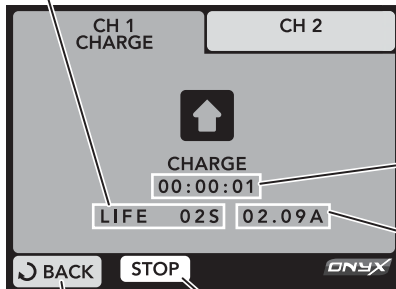 CH 1
CHARGE
CH 2
CHARGE
00:00:01
LIFE 02S 02.09A
BACK STOP ONYX